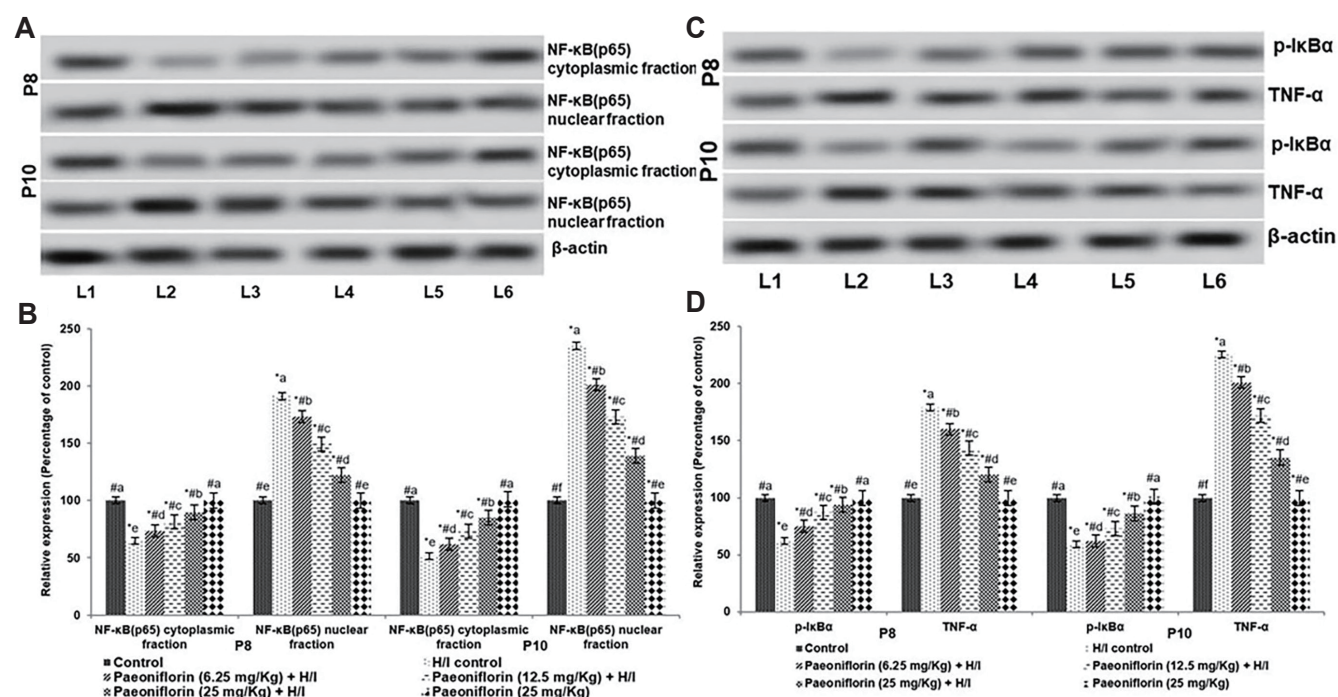 A
P8
NF-κB(p65)
cytoplasmic fraction
NF-κB(p65)
nuclear fraction
P10
NF-κB(p65)
cytoplasmic fraction
NF-κB(p65)
nuclear fraction
β-actin
L1 L2 L3 L4 L5 L6
B
Relative expression (Percentage of control)
250
200
150
100
50
0
#a *e *#d *#c *#b #a
#e *a *#b *#c *#d #e
#a *e *#d *#c *#b #a
#f *a *#b *#c *#d *#e
NF-κB(p65) cytoplasmic
fraction
NF-κB(p65) nuclear
fraction
NF-κB(p65) cytoplasmic
fraction
NF-κB(p65) nuclear
fraction
P8 P10
Control
H/I control
Paeoniflorin (6.25 mg/Kg) + H/I
Paeoniflorin (12.5 mg/Kg) + H/I
Paeoniflorin (25 mg/Kg) + H/I
Paeoniflorin (25 mg/Kg)
C
P8
p-IκBα
TNF-α
P10
p-IκBα
TNF-α
β-actin
L1 L2 L3 L4 L5 L6
D
Relative expression (Percentage of control)
250
200
150
100
50
0
#a *e *#d *#c *#b #a
#e *a *#b *#c *#d #e
#a *e *#d *#c *#b #a
#f *a *#b *#c *#d *#e
p-IκBα P8 TNF-α p-IκBα P10 TNF-α
Control
H/I control
Paeoniflorin (6.25 mg/Kg) + H/I
Paeoniflorin (12.5 mg/Kg) + H/I
Paeoniflorin (25 mg/Kg) + H/I
Paeoniflorin (25 mg/Kg)